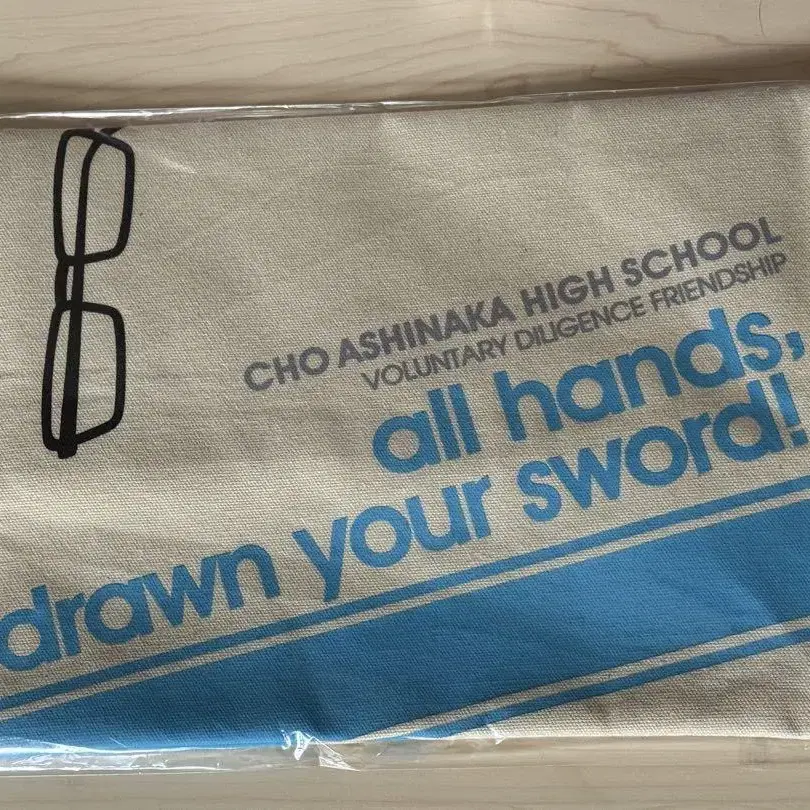 CHO ASHINAKA HIGH SCHOOL
VOLUNTARY DILIGENCE FRIENDSHIP
all hands,
drawn your sword!